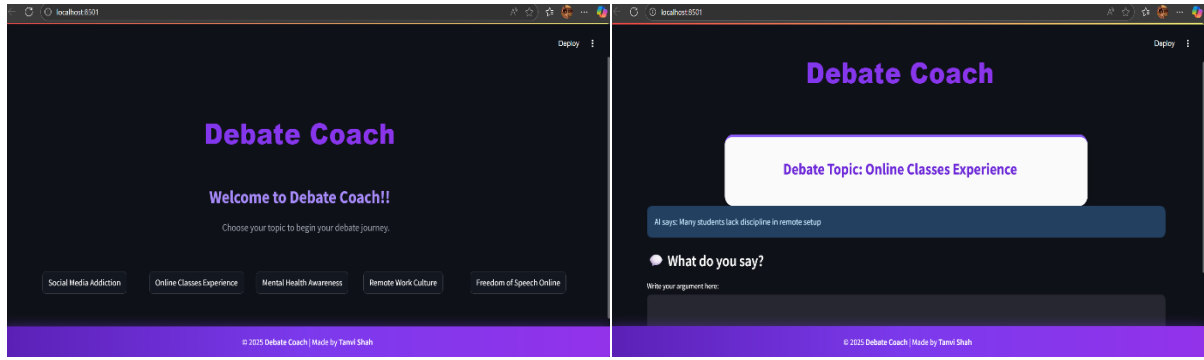 localhost:8501
Deploy
Debate Coach
Welcome to Debate Coach!!
Choose your topic to begin your debate journey.
Social Media Addiction
Online Classes Experience
Mental Health Awareness
Remote Work Culture
Freedom of Speech Online
© 2025 Debate Coach | Made by Tanvi Shah
localhost:8501
Deploy
Debate Coach
Debate Topic: Online Classes Experience
AI says: Many students lack discipline in remote setup
What do you say?
Write your argument here:
© 2025 Debate Coach | Made by Tanvi Shah